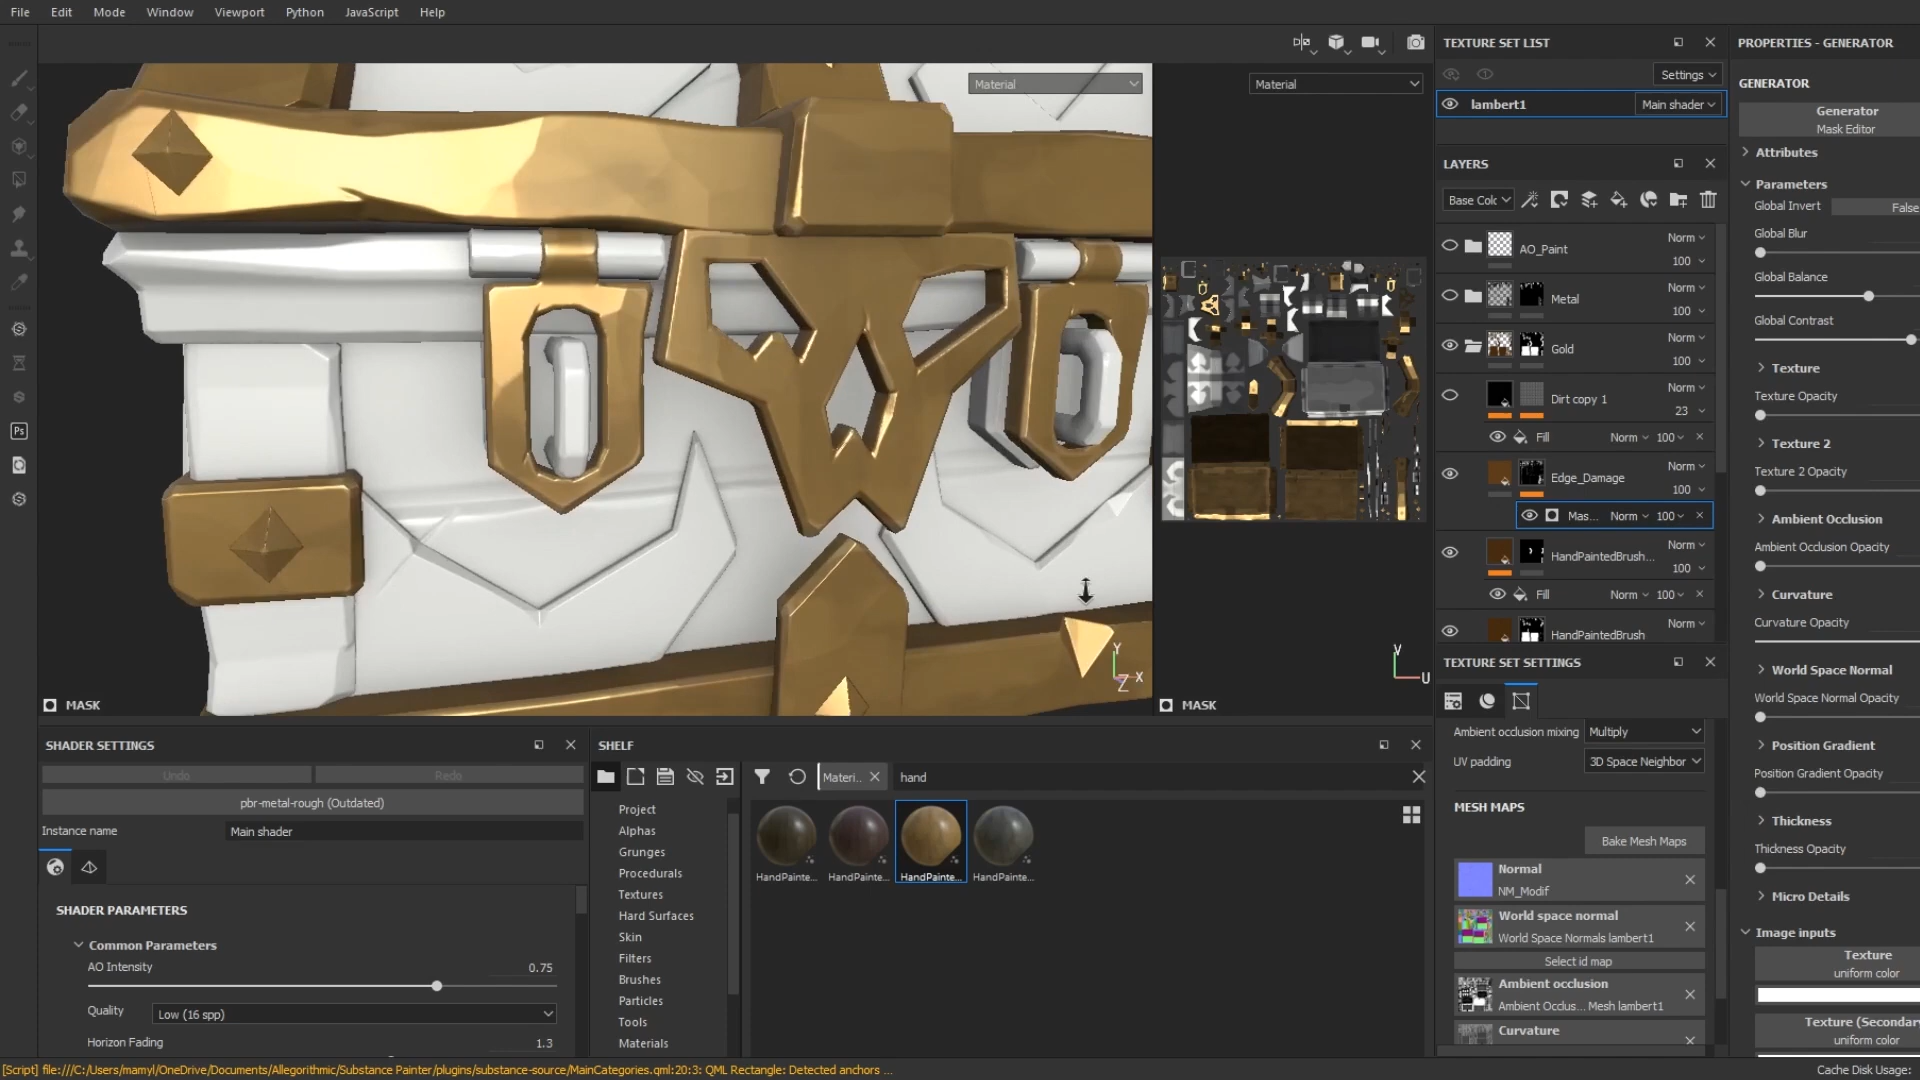 File Edit Mode Window Viewport Python JavaScript Help
Material
Material
MASK
MASK
Y
X
Z
V
U
TEXTURE SET LIST
Settings
lambert1
Main shader
LAYERS
Base Colc
AO_Paint
Norm
100
Metal
Norm
100
Gold
Norm
100
Dirt copy 1
Norm
23
Fill Norm 100
Edge_Damage
Norm
100
Mas... Norm 100
HandPaintedBrush...
Norm
100
Fill Norm 100
HandPaintedBrush
Norm
TEXTURE SET SETTINGS
Ambient occlusion mixing Multiply
UV padding 3D Space Neighbor
MESH MAPS
Bake Mesh Maps
Normal
NM_Modif
World space normal
World Space Normals lambert1
Select id map
Ambient occlusion
Ambient Occlus... Mesh lambert1
Curvature
PROPERTIES - GENERATOR
GENERATOR
Generator
Mask Editor
Attributes
Parameters
Global Invert False
Global Blur
Global Balance
Global Contrast
Texture
Texture Opacity
Texture 2
Texture 2 Opacity
Ambient Occlusion
Ambient Occlusion Opacity
Curvature
Curvature Opacity
World Space Normal
World Space Normal Opacity
Position Gradient
Position Gradient Opacity
Thickness
Thickness Opacity
Micro Details
Image inputs
Texture
uniform color
Texture (Secondary
uniform color
SHADER SETTINGS
Undo Redo
pbr-metal-rough (Outdated)
Instance name Main shader
SHADER PARAMETERS
Common Parameters
AO Intensity 0.75
Quality Low (16 spp)
Horizon Fading 1.3
SHELF
Materi..
hand
Project
Alphas
Grunges
Procedurals
Textures
Hard Surfaces
Skin
Filters
Brushes
Particles
Tools
Materials
HandPainte... HandPainte... HandPainte... HandPainte...
Ps
[Script] file:///C:/Users/mamyl/OneDrive/Documents/Allegorithmic/Substance Painter/plugins/substance-source/MainCategories.qml:20:3: QML Rectangle: Detected anchors ...
Cache Disk Usage: